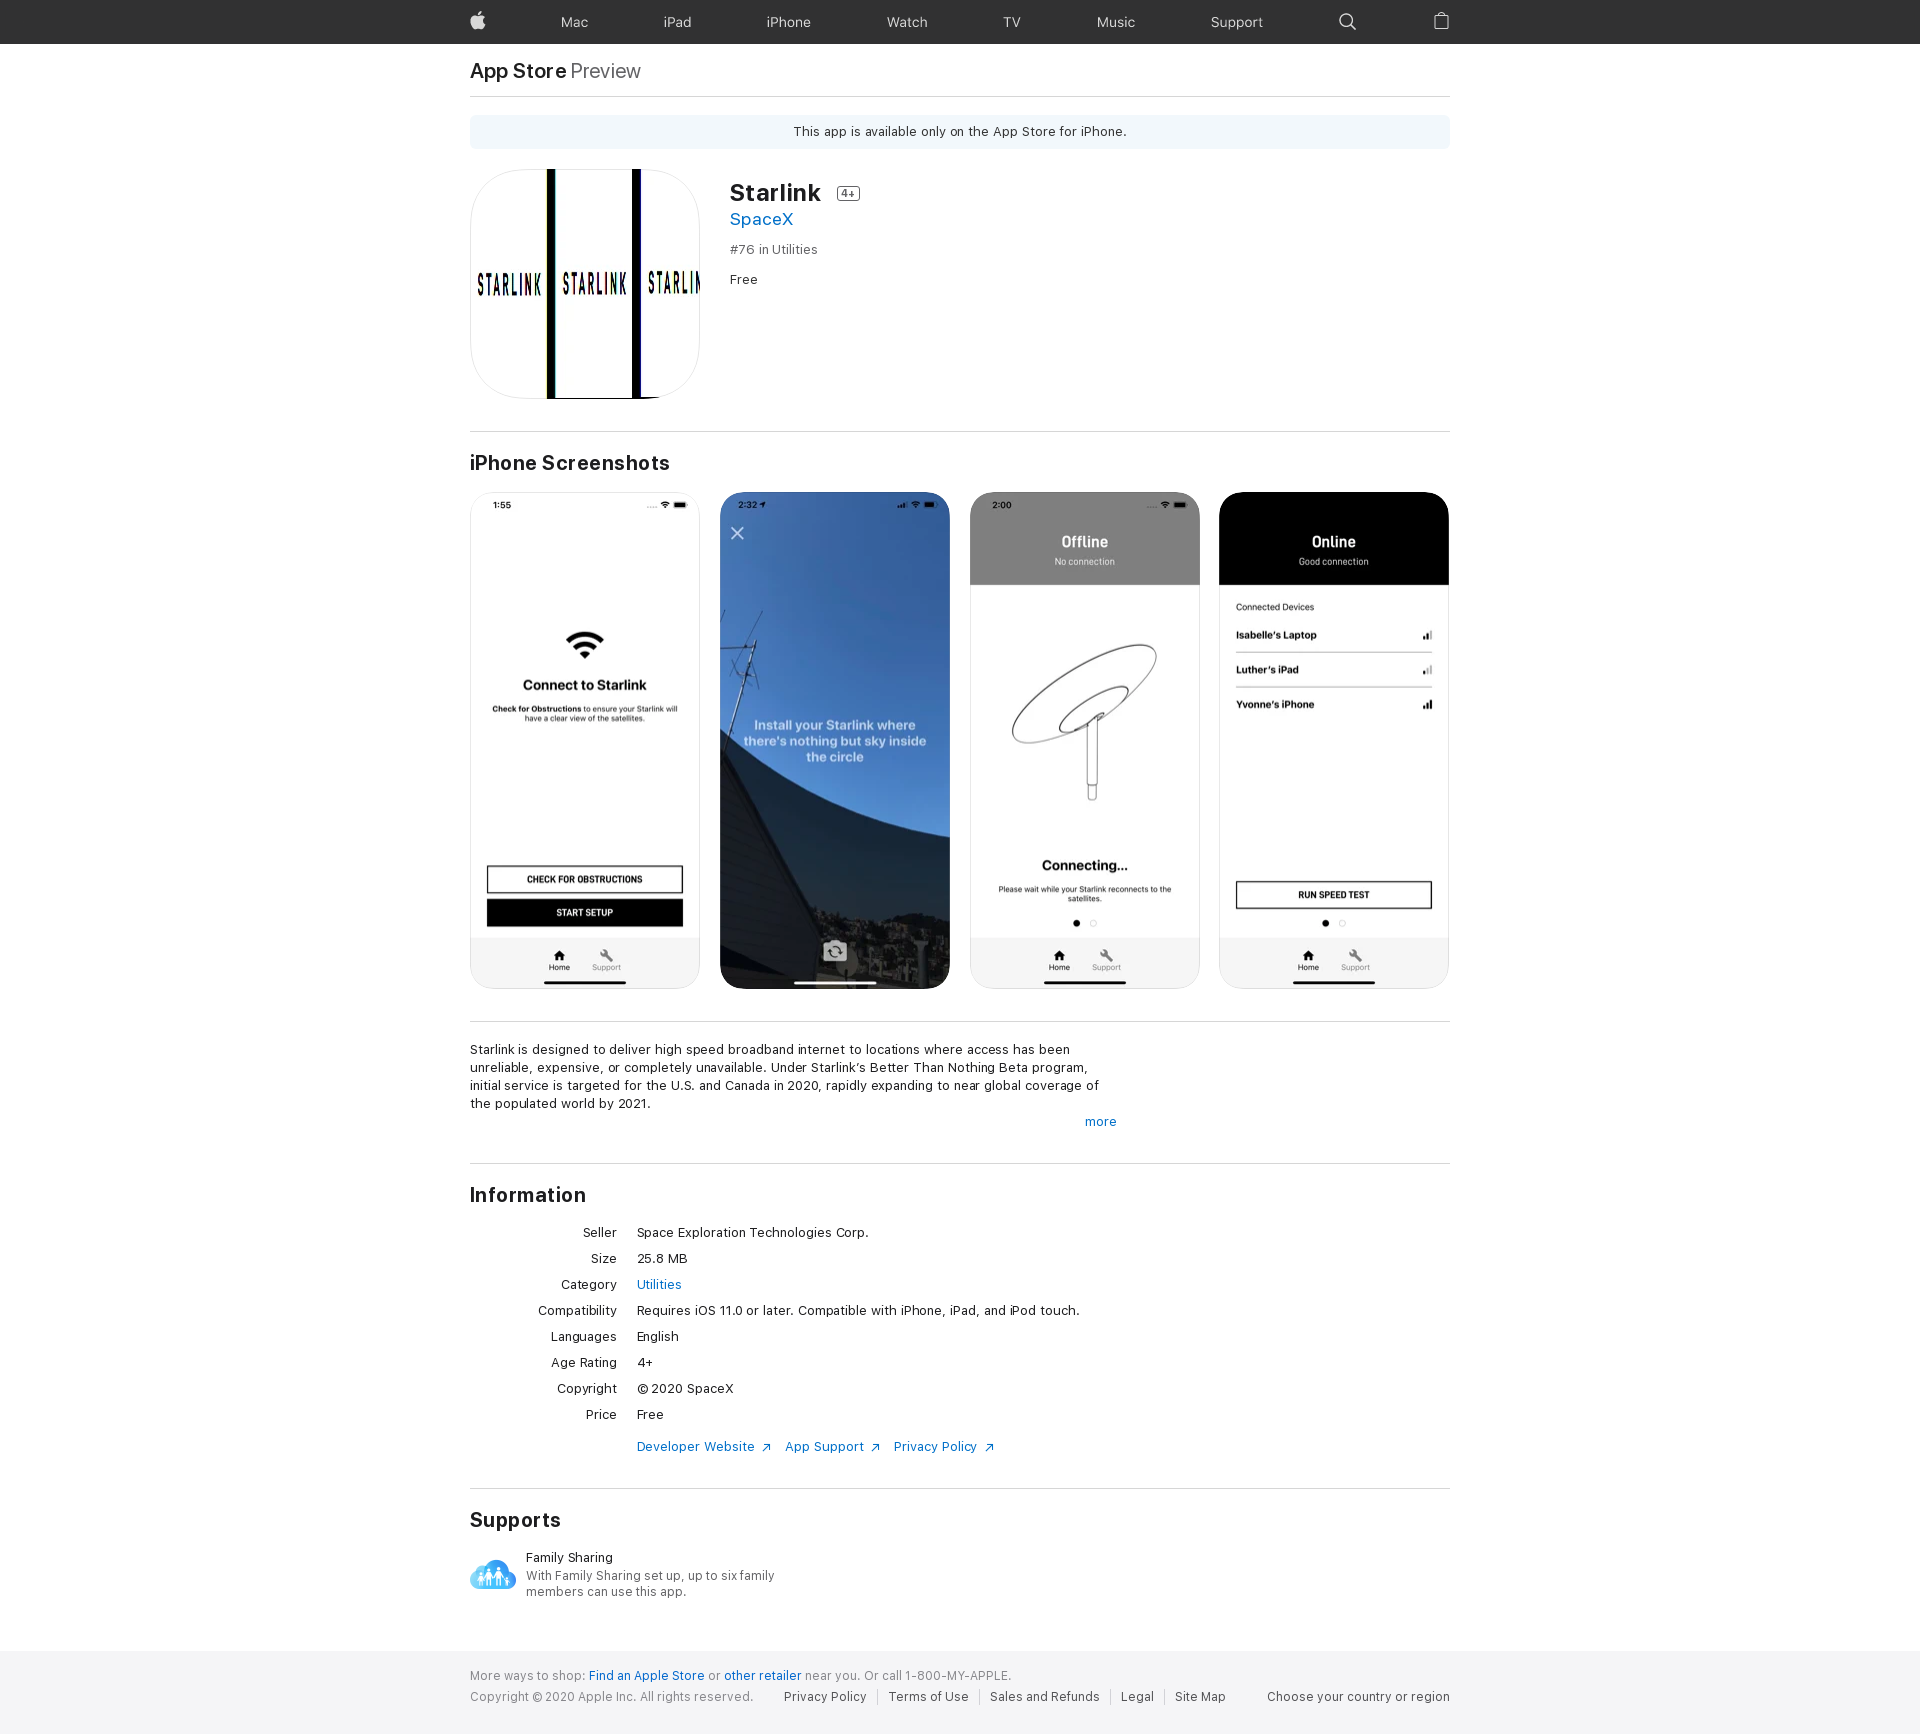 Mac
iPad
iPhone
Watch
TV
Music
Support
App Store Preview
This app is available only on the App Store for iPhone.
STARLINK STARLINK STARLIN
Starlink 4+
SpaceX
#76 in Utilities
Free
iPhone Screenshots
1:55
Connect to Starlink
Check for Obstructions to ensure your Starlink will
have a clear view of the satellites.
CHECK FOR OBSTRUCTIONS
START SETUP
Home
Support
2:32
Install your Starlink where
there's nothing but sky inside
the circle
2:00
Offline
No connection
Connecting...
Please wait while your Starlink reconnects to the
satellites.
Home
Support
Online
Good connection
Connected Devices
Isabelle's Laptop
Luther's iPad
Yvonne's iPhone
RUN SPEED TEST
Home
Support
Starlink is designed to deliver high speed broadband internet to locations where access has been
unreliable, expensive, or completely unavailable. Under Starlink's Better Than Nothing Beta program,
initial service is targeted for the U.S. and Canada in 2020, rapidly expanding to near global coverage of
the populated world by 2021.
more
Information
Seller Space Exploration Technologies Corp.
Size 25.8 MB
Category Utilities
Compatibility Requires iOS 11.0 or later. Compatible with iPhone, iPad, and iPod touch.
Languages English
Age Rating 4+
Copyright © 2020 SpaceX
Price Free
Developer Website App Support Privacy Policy
Supports
Family Sharing
With Family Sharing set up, up to six family
members can use this app.
More ways to shop: Find an Apple Store or other retailer near you. Or call 1-800-MY-APPLE.
Copyright © 2020 Apple Inc. All rights reserved. Privacy Policy Terms of Use Sales and Refunds Legal Site Map Choose your country or region